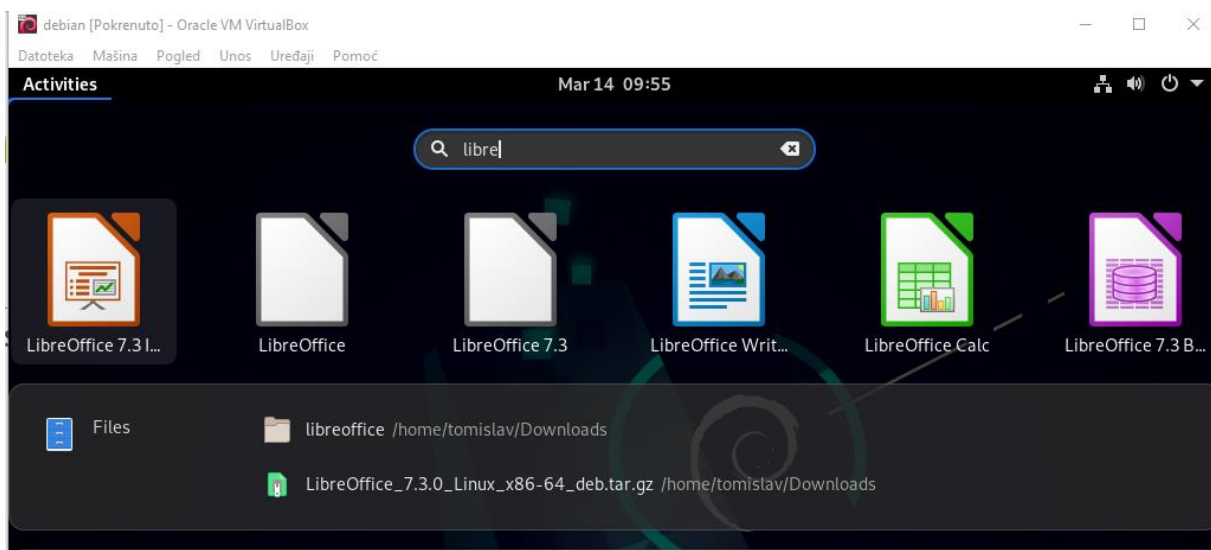 debian [Pokrenuto] - Oracle VM VirtualBox
Datoteka Mašina Pogled Unos Uređaji Pomoć
Activities Mar 14 09:55
libre
LibreOffice 7.3 I... LibreOffice LibreOffice 7.3 LibreOffice Writ... LibreOffice Calc LibreOffice 7.3 B...
Files libreoffice /home/tomislav/Downloads
LibreOffice_7.3.0_Linux_x86-64_deb.tar.gz /home/tomislav/Downloads